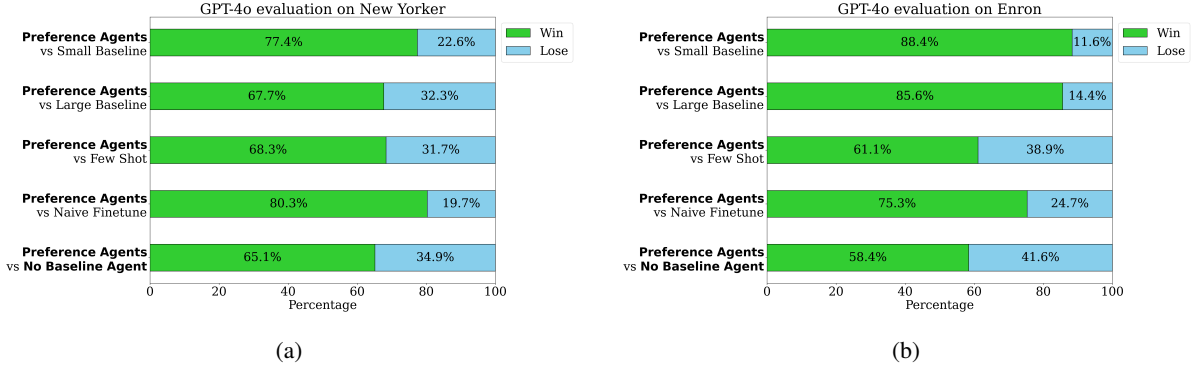 GPT-4o evaluation on New Yorker
Preference Agents
vs Small Baseline
77.4%
22.6%
Preference Agents
vs Large Baseline
67.7%
32.3%
Preference Agents
vs Few Shot
68.3%
31.7%
Preference Agents
vs Naive Finetune
80.3%
19.7%
Preference Agents
vs No Baseline Agent
65.1%
34.9%
0 20 40 60 80 100
Percentage
Win
Lose
(a)
GPT-4o evaluation on Enron
Preference Agents
vs Small Baseline
88.4%
11.6%
Preference Agents
vs Large Baseline
85.6%
14.4%
Preference Agents
vs Few Shot
61.1%
38.9%
Preference Agents
vs Naive Finetune
75.3%
24.7%
Preference Agents
vs No Baseline Agent
58.4%
41.6%
0 20 40 60 80 100
Percentage
Win
Lose
(b)